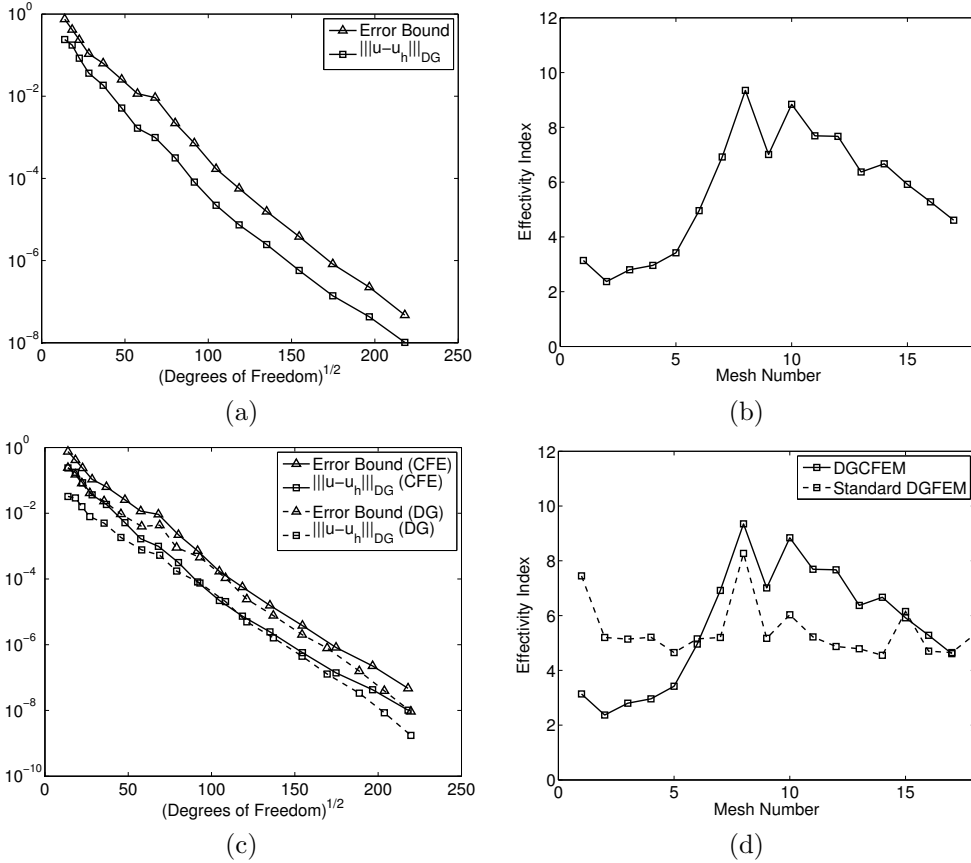 10^0
10^-2
10^-4
10^-6
10^-8
0 50 100 150 200 250
(Degrees of Freedom)^1/2
Error Bound
|||u-u_h|||_DG
(a)
12
10
8
6
4
2
0
0 5 10 15
Effectivity Index
Mesh Number
(b)
10^0
10^-2
10^-4
10^-6
10^-8
10^-10
0 50 100 150 200 250
(Degrees of Freedom)^1/2
Error Bound (CFE)
|||u-u_h|||_DG (CFE)
Error Bound (DG)
|||u-u_h|||_DG (DG)
(c)
12
10
8
6
4
2
0
0 5 10 15
Effectivity Index
Mesh Number
DGCFEM
Standard DGFEM
(d)